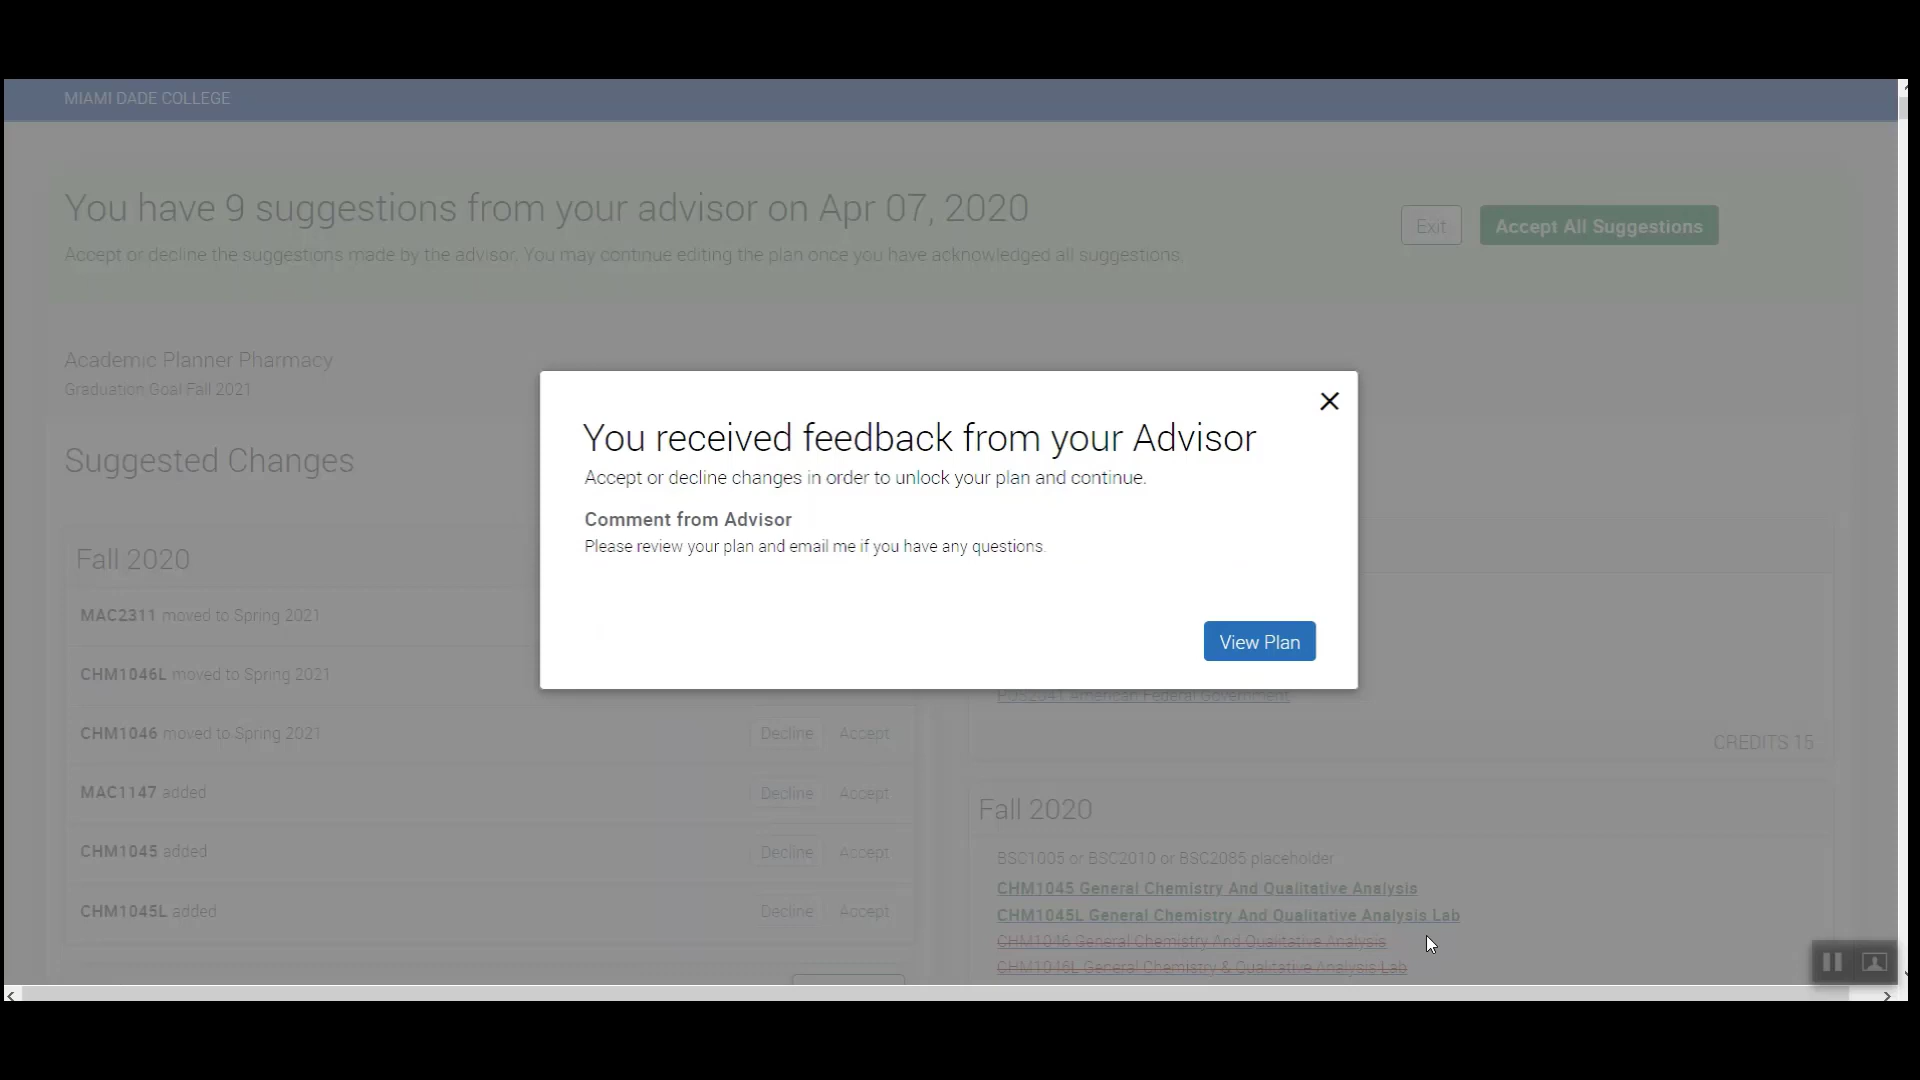 MIAMI DADE COLLEGE
You have 9 suggestions from your advisor on Apr 07, 2020
Accept or decline the suggestions made by the advisor. You may continue editing the plan once you have acknowledged all suggestions.
Exit
Accept All Suggestions
Academic Planner Pharmacy
Graduation Goal Fall 2021
Suggested Changes
You received feedback from your Advisor
Accept or decline changes in order to unlock your plan and continue.
Comment from Advisor
Please review your plan and email me if you have any questions.
View Plan
Fall 2020
MAC2311 moved to Spring 2021
CHM1046L moved to Spring 2021
CHM1046 moved to Spring 2021
Decline Accept
MAC1147 added
Decline Accept
CHM1045 added
Decline Accept
CHM1045L added
Decline Accept
POS2041 American Federal Government
CREDITS 15
Fall 2020
BSC1005 or BSC2010 or BSC2085 placeholder
CHM1045 General Chemistry And Qualitative Analysis
CHM1045L General Chemistry And Qualitative Analysis Lab
CHM1046 General Chemistry And Qualitative Analysis
CHM1046L General Chemistry & Qualitative Analysis Lab